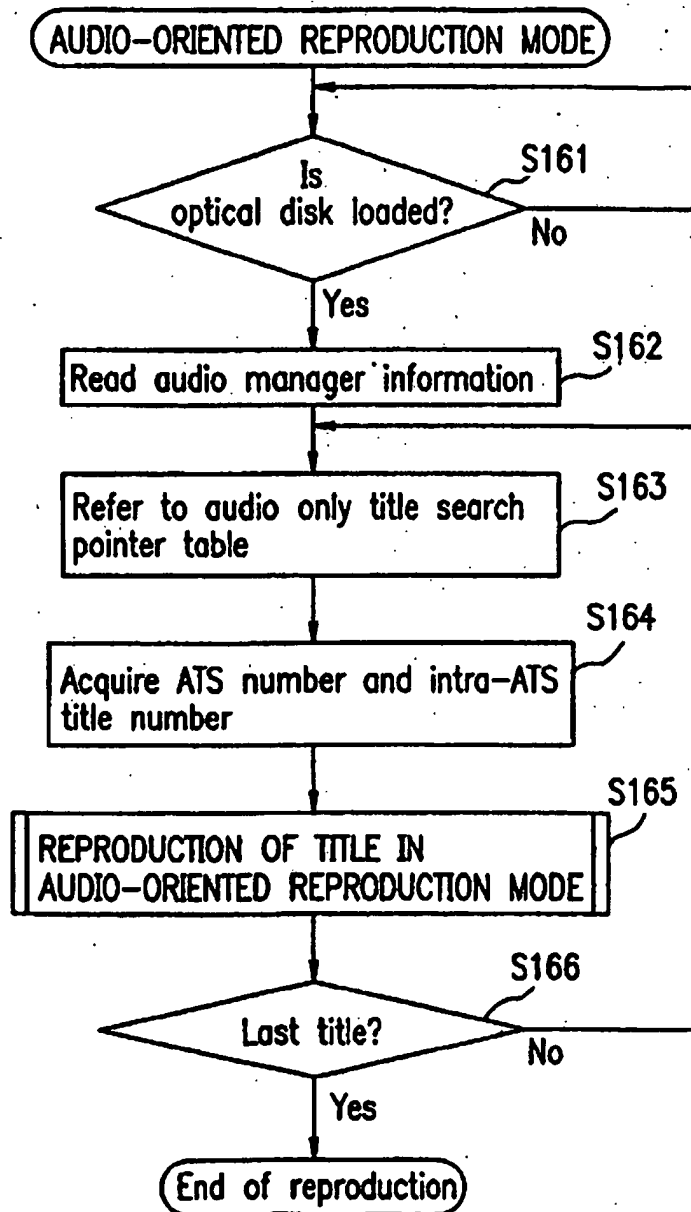 AUDIO-ORIENTED REPRODUCTION MODE
S161
Is
optical disk loaded?
No
Yes
S162
Read audio manager information
S163
Refer to audio only title search
pointer table
S164
Acquire ATS number and intra-ATS
title number
S165
REPRODUCTION OF TITLE IN
AUDIO-ORIENTED REPRODUCTION MODE
S166
Last title?
No
Yes
End of reproduction